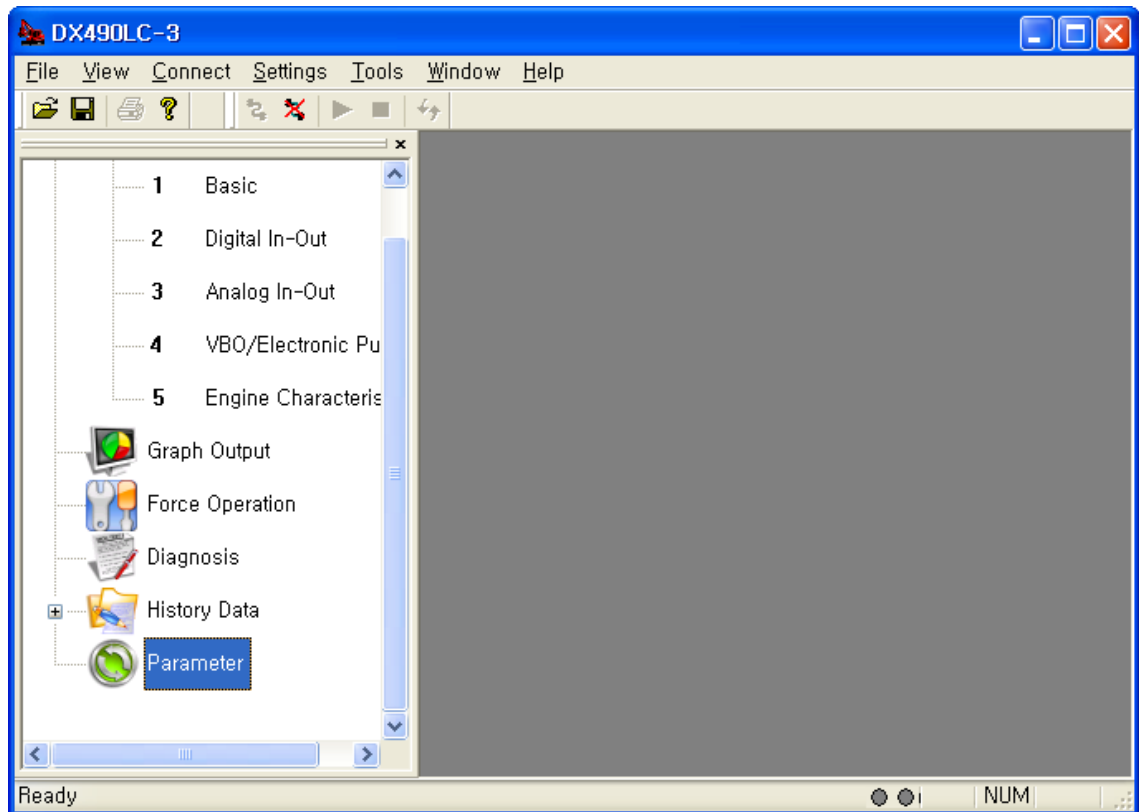 DX490LC-3
File View Connect Settings Tools Window Help
1 Basic
2 Digital In-Out
3 Analog In-Out
4 VBO/Electronic Pu
5 Engine Characteris
Graph Output
Force Operation
Diagnosis
History Data
Parameter
Ready NUM